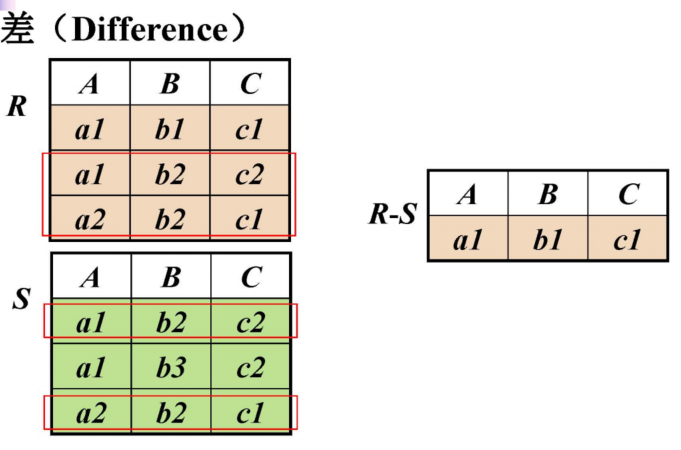 差（Difference）
R
A B C
a1 b1 c1
a1 b2 c2
a2 b2 c1
S
A B C
a1 b2 c2
a1 b3 c2
a2 b2 c1
R-S
A B C
a1 b1 c1